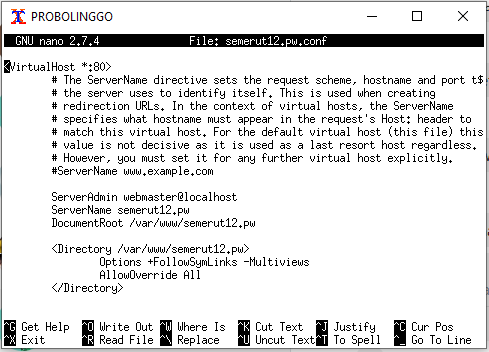 PROBOLINGGO
GNU nano 2.7.4 File: semerut12.pw.conf
<VirtualHost *:80>
# The ServerName directive sets the request scheme, hostname and port t$
# the server uses to identify itself. This is used when creating
# redirection URLs. In the context of virtual hosts, the ServerName
# specifies what hostname must appear in the request's Host: header to
# match this virtual host. For the default virtual host (this file) this
# value is not decisive as it is used as a last resort host regardless.
# However, you must set it for any further virtual host explicitly.
#ServerName www.example.com
ServerAdmin webmaster@localhost
ServerName semerut12.pw
DocumentRoot /var/www/semerut12.pw
<Directory /var/www/semerut12.pw>
Options +FollowSymLinks -Multiviews
AllowOverride All
</Directory>
^G Get Help ^O Write Out ^W Where Is ^K Cut Text ^J Justify ^C Cur Pos
^X Exit ^R Read File ^\ Replace ^U Uncut Text ^T To Spell ^_ Go To Line